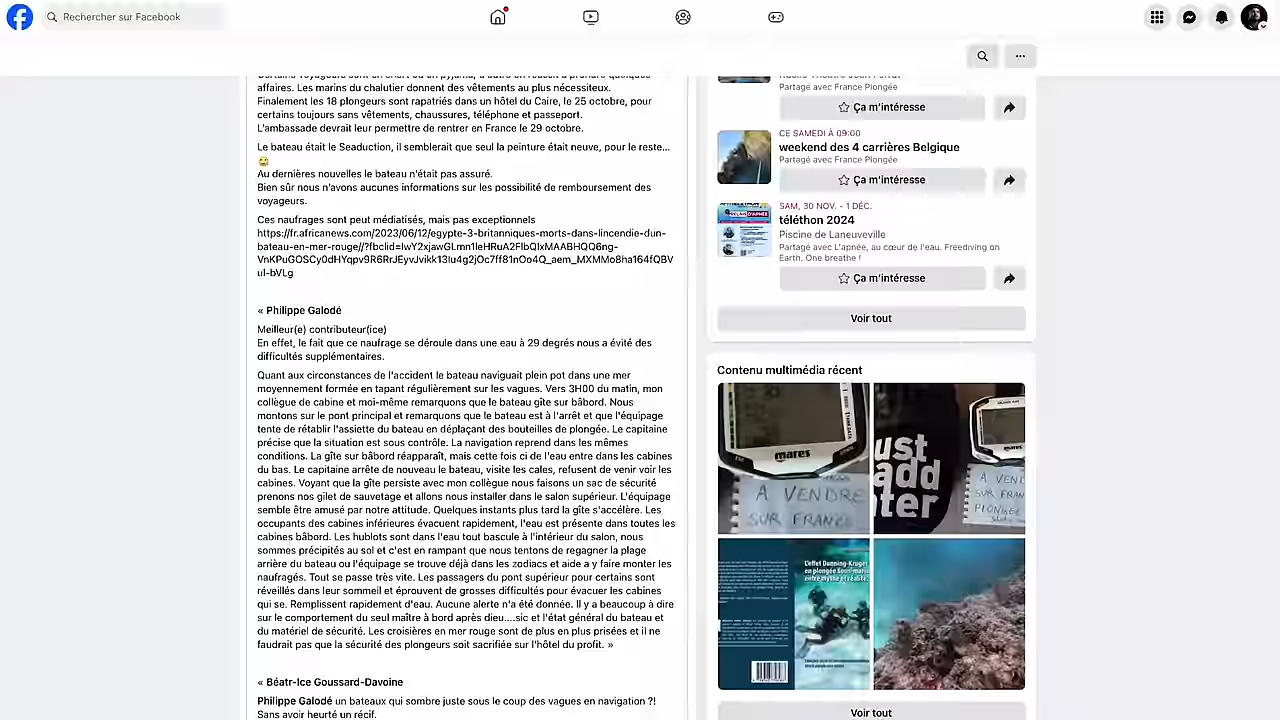 Rechercher sur Facebook
affaires. Les marins du chalutier donnent des vêtements au plus nécessiteux.
Finalement les 18 plongeurs sont rapatriés dans un hôtel du Caire, le 25 octobre, pour
certains toujours sans vêtements, chaussures, téléphone et passeport.
L'ambassade devrait leur permettre de rentrer en France le 29 octobre.
Le bateau était le Seaduction, il semblerait que seul la peinture était neuve, pour le reste...
Au dernières nouvelles le bateau n'était pas assuré.
Bien sûr nous n'avons aucunes informations sur les possibilité de remboursement des
voyageurs.
Ces naufrages sont peut médiatisés, mais pas exceptionnels
https://fr.africanews.com/2023/06/12/egypte-3-britanniques-morts-dans-lincendie-dun-
« Philippe Galodé
Meilleur(e) contributeur(ice)
En effet, le fait que ce naufrage se déroule dans une eau à 29 degrés nous a évité des
difficultés supplémentaires.
Quant aux circonstances de l'accident le bateau naviguait plein pot dans une mer
moyennement formée en tapant régulièrement sur les vagues. Vers 3H00 du matin, mon
collègue de cabine et moi-même remarquons que le bateau gîte sur bâbord. Nous
montons sur le pont principal et remarquons que le bateau est à l'arrêt et que l'équipage
tente de rétablir l'assiette du bateau en déplaçant des bouteilles de plongée. Le capitaine
précise que la situation est sous contrôle. La navigation reprend dans les mêmes
conditions, la gîte sur bâbord réapparaît, mais cette fois ci de l'eau entre dans les cabines
du bas. Le capitaine arrête de nouveau le bateau, visite les cales, refusent de venir voir les
cabines. Voyant que la gîte persiste avec mon collègue nous faisons un sac de sécurité
prenons nos gilet de sauvetage et allons nous installer dans le salon supérieur. L'équipage
semble être amusé par notre attitude. Quelques instants plus tard la gîte s'accélère. Les
occupants des cabines inférieures évacuent rapidement, l'eau est présente dans toutes les
cabines bâbord. Les hublots sont dans l'eau tout bascule à l'intérieur du salon, nous
sommes précipités au sol et c'est en rampant que nous tentons de regagner la plage
arrière du bateau ou l'équipage se trouve déjà dans les zodiacs et aide a y faire monter les
naufragés. Tout se passe très vite. Les passagers du pont supérieur pour certains sont
réveillés dans leur sommeil et éprouvent de grosses difficultés pour évacuer les cabines
qui se remplissent rapidement d'eau. Aucune alerte n'a été donnée. Il y a beaucoup à dire
sur le comportement du seul maître à bord après dieu....sic et l'état général du bateau et
du matériel de sécurité. Les croisières en mer rouge sont de plus en plus prisées et il ne
faudrait pas que la sécurité des plongeurs soit sacrifiée sur l'hôtel du profit. »
« Béatr-Ice Goussard-Davoine
Philippe Galodé un bateaux qui sombre juste sous le coup des vagues en navigation ?!
Sans avoir heurté un récif.
Partagé avec France Plongée
Ça m'intéresse
CE SAMEDI À 09:00
weekend des 4 carrières Belgique
Partagé avec France Plongée
Ça m'intéresse
SAM, 30 NOV. - 1 DÉC.
téléthon 2024
Piscine de Laneuveville
Partagé avec L'apnée, au cœur de l'eau. Freediving on
Earth. One breathe !
Ça m'intéresse
Voir tout
Contenu multimédia récent
mares
A VENDRE
SUR FRANCE
ust
add
ter
mares
A VENDRE
SUR FRAN
PLONGEE
L'effet Dunning-Kruger
en plongée sous-marine
entre mythe et réalité.
Voir tout